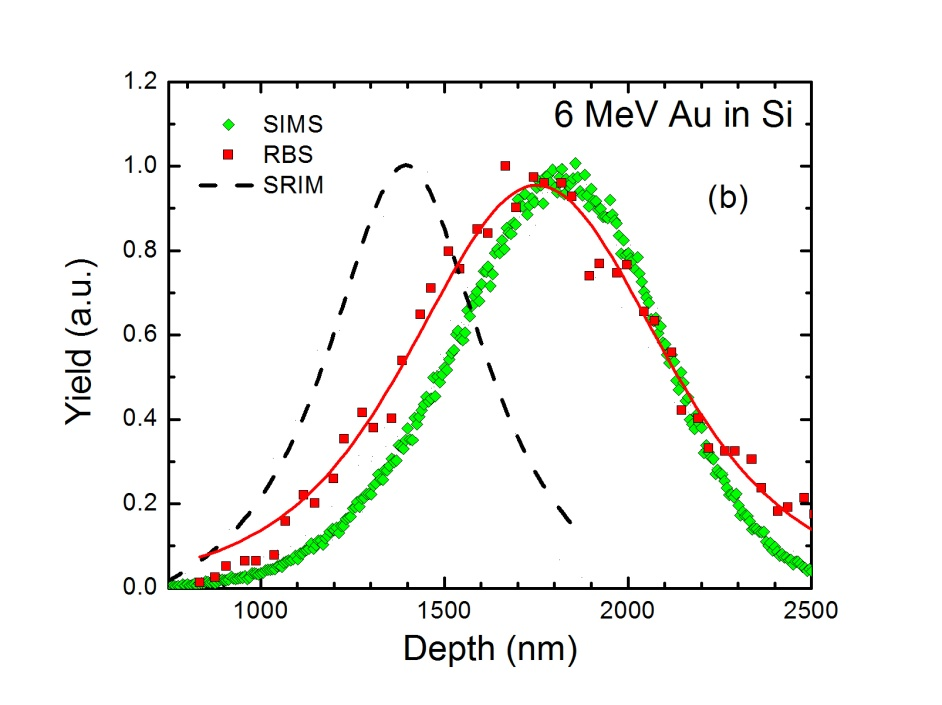 1.2
1.0
0.8
0.6
0.4
0.2
0.0
Yield (a.u.)
SIMS
RBS
SRIM
6 MeV Au in Si
(b)
1000 1500 2000 2500
Depth (nm)